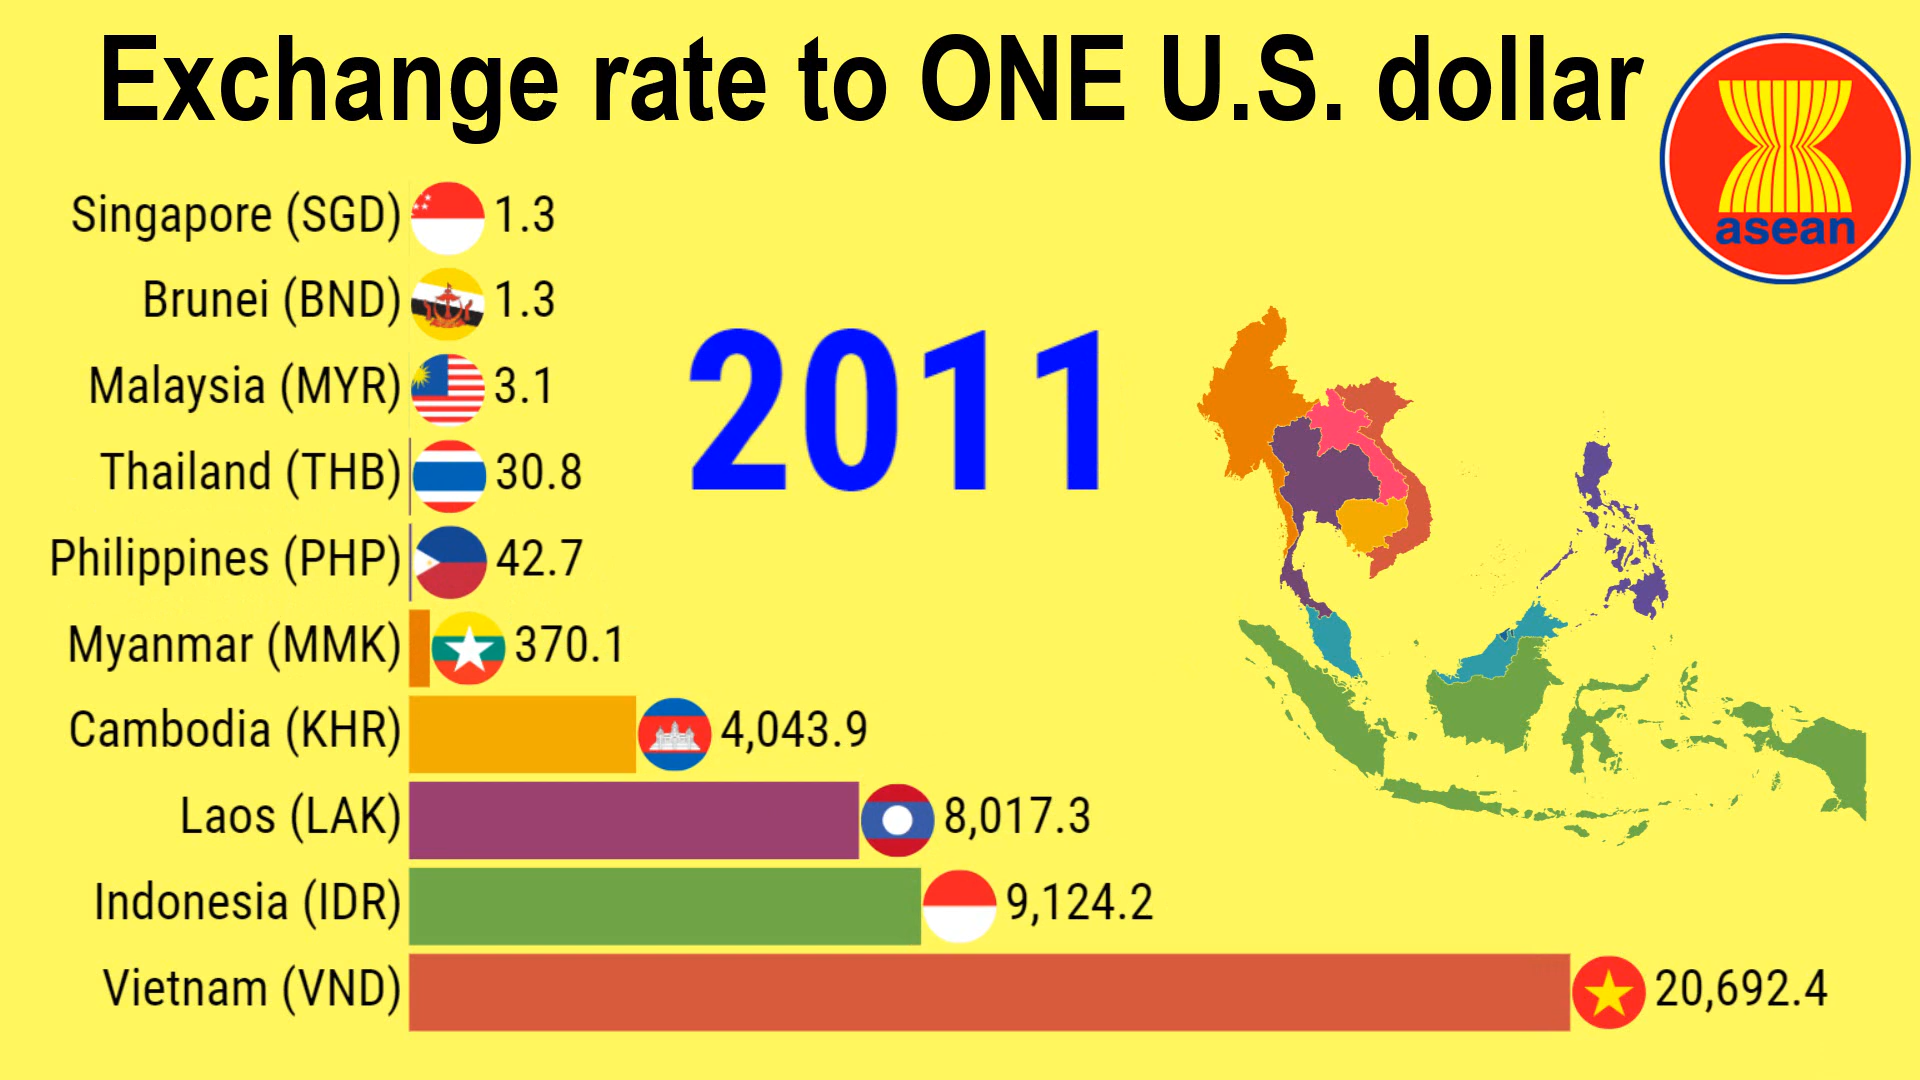 Exchange rate to ONE U.S. dollar
asean
Singapore (SGD) 1.3
Brunei (BND) 1.3
2011
Malaysia (MYR) 3.1
Thailand (THB) 30.8
Philippines (PHP) 42.7
Myanmar (MMK) 370.1
Cambodia (KHR) 4,043.9
Laos (LAK) 8,017.3
Indonesia (IDR) 9,124.2
Vietnam (VND) 20,692.4